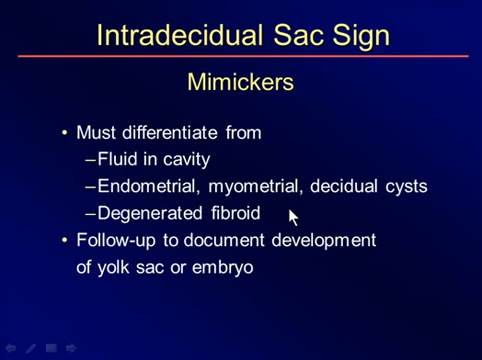 Intradecidual Sac Sign
Mimickers
• Must differentiate from
–Fluid in cavity
–Endometrial, myometrial, decidual cysts
–Degenerated fibroid
• Follow-up to document development
of yolk sac or embryo